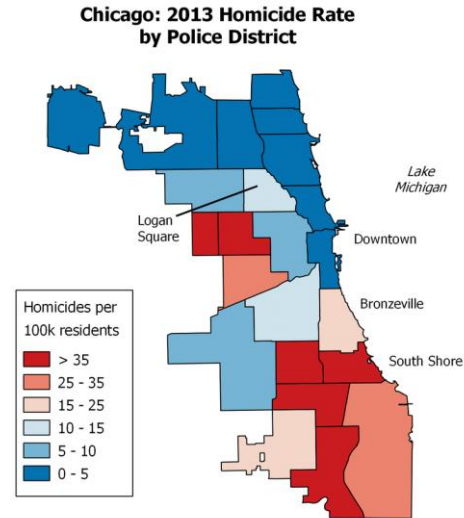 Chicago: 2013 Homicide Rate
by Police District
Lake
Michigan
Logan
Square
Downtown
Bronzeville
South Shore
Homicides per
100k residents
> 35
25 - 35
15 - 25
10 - 15
5 - 10
0 - 5